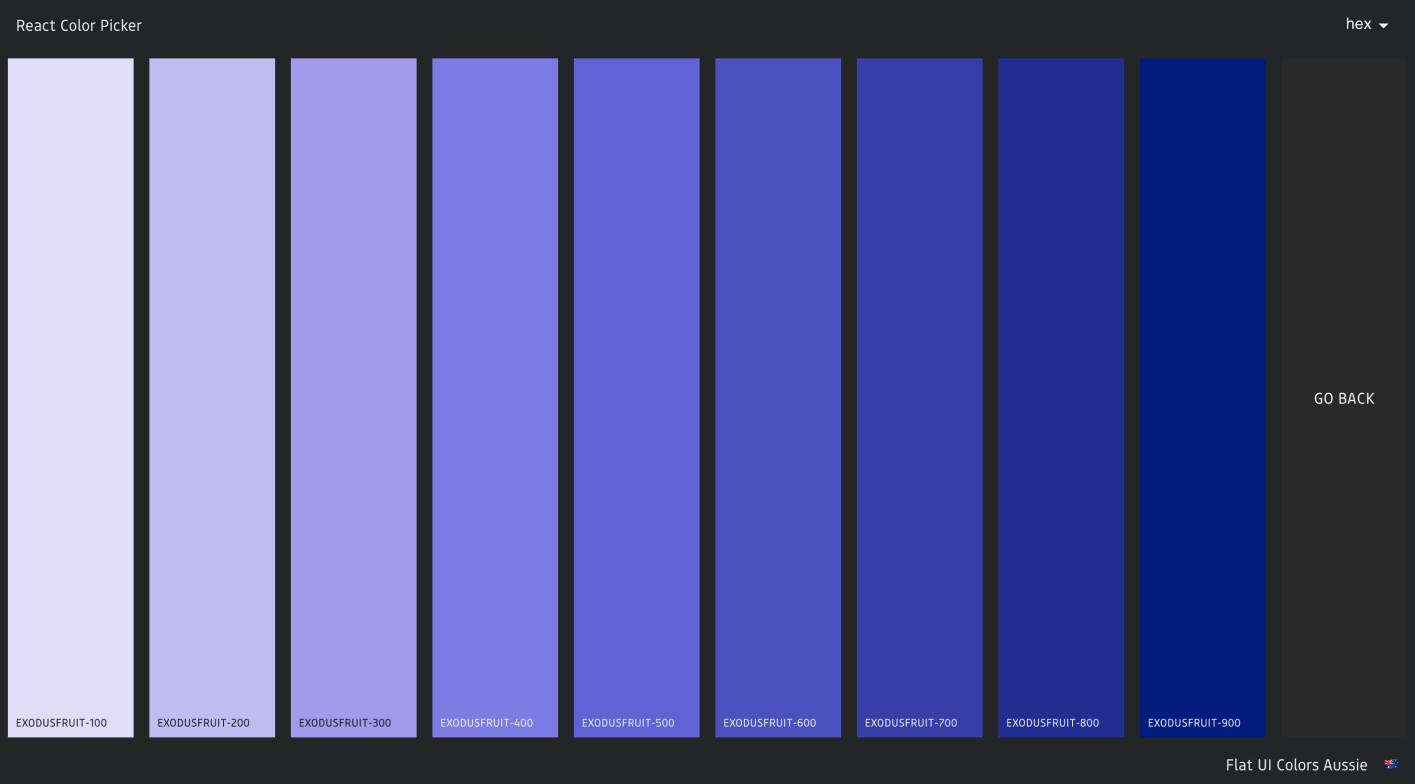 React Color Picker
hex
EXODUSFRUIT-100
EXODUSFRUIT-200
EXODUSFRUIT-300
EXODUSFRUIT-400
EXODUSFRUIT-500
EXODUSFRUIT-600
EXODUSFRUIT-700
EXODUSFRUIT-800
EXODUSFRUIT-900
GO BACK
Flat UI Colors Aussie